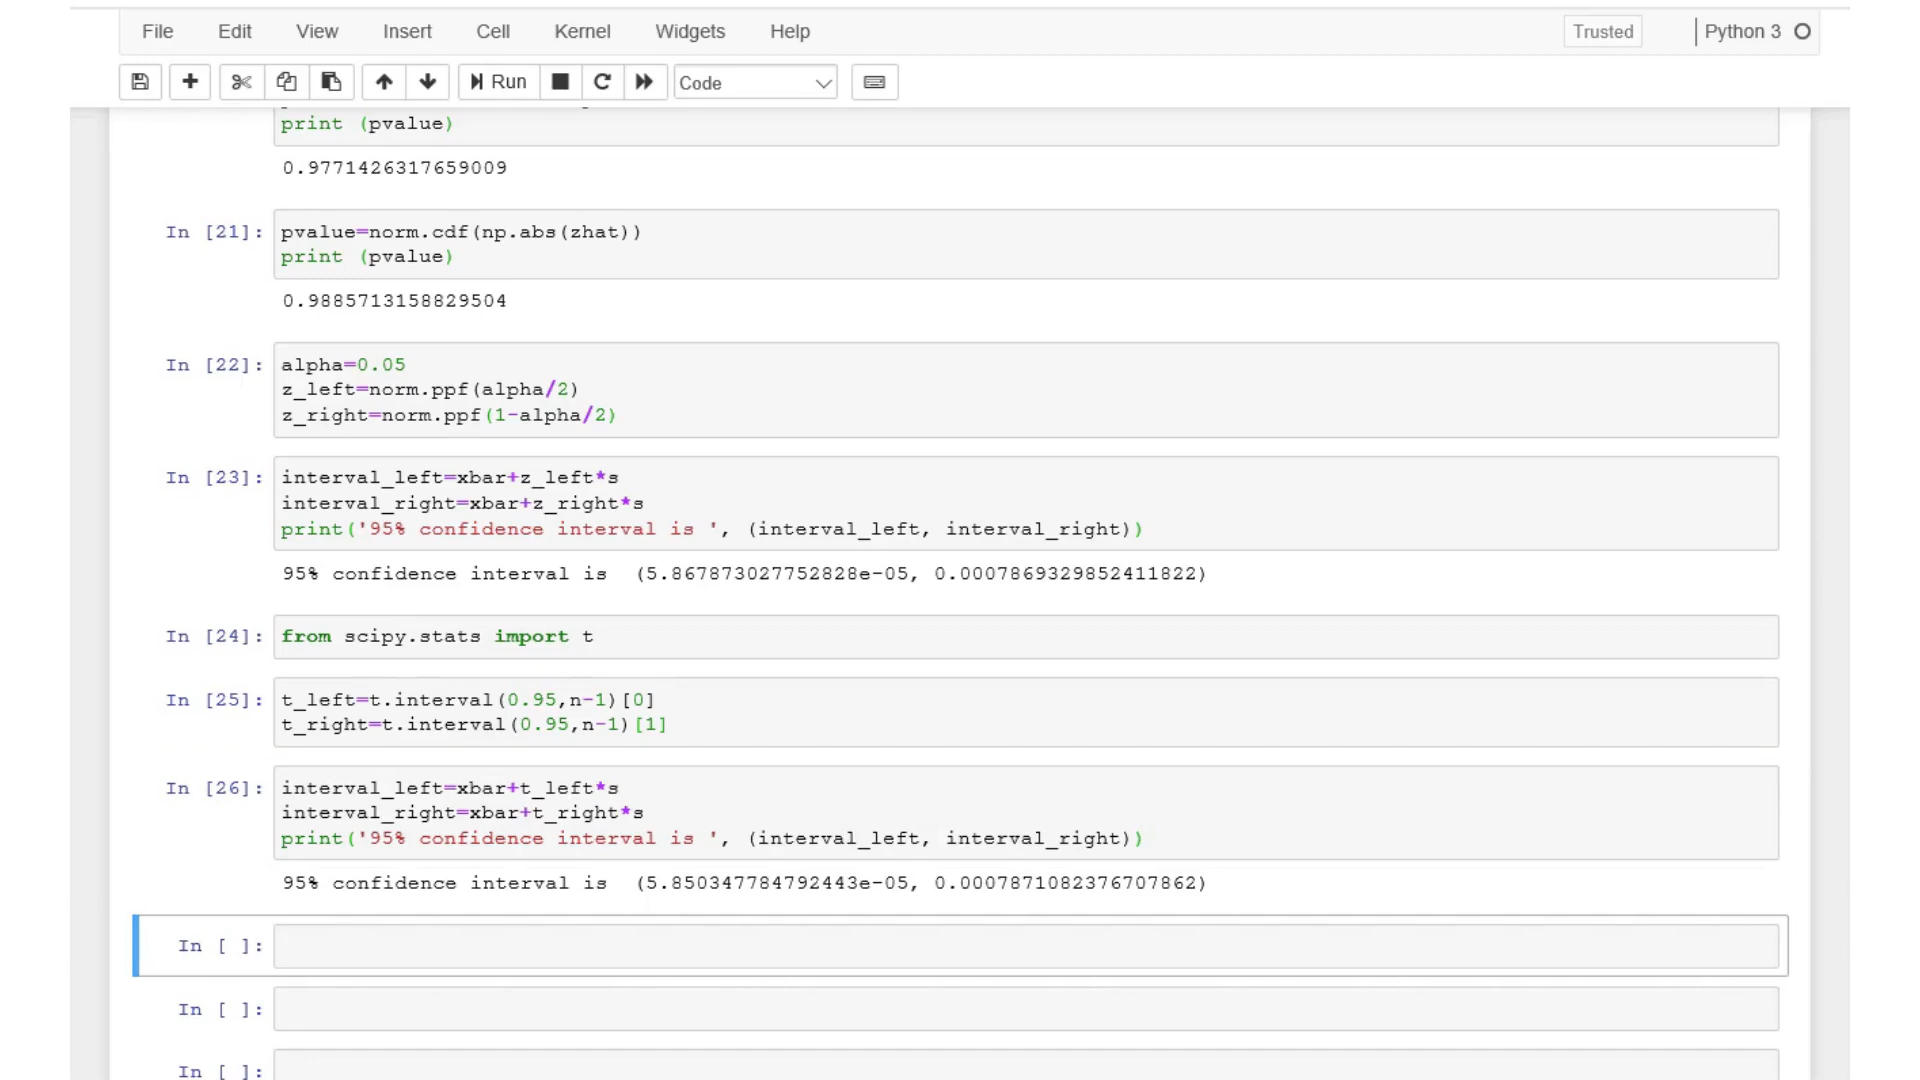 File Edit View Insert Cell Kernel Widgets Help Trusted Python 3
Run Code
print (pvalue)
0.9771426317659009
In [21]: pvalue=norm.cdf(np.abs(zhat))
print (pvalue)
0.9885713158829504
In [22]: alpha=0.05
z_left=norm.ppf(alpha/2)
z_right=norm.ppf(1-alpha/2)
In [23]: interval_left=xbar+z_left*s
interval_right=xbar+z_right*s
print('95% confidence interval is ', (interval_left, interval_right))
95% confidence interval is  (5.867873027752828e-05, 0.0007869329852411822)
In [24]: from scipy.stats import t
In [25]: t_left=t.interval(0.95,n-1)[0]
t_right=t.interval(0.95,n-1)[1]
In [26]: interval_left=xbar+t_left*s
interval_right=xbar+t_right*s
print('95% confidence interval is ', (interval_left, interval_right))
95% confidence interval is  (5.850347784792443e-05, 0.0007871082376707862)
In [ ]:
In [ ]:
In [ ]: